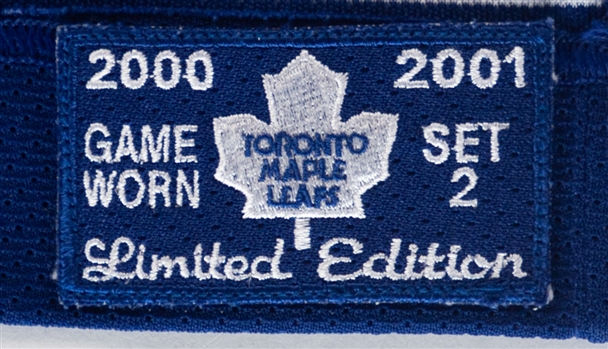 2000 2001
GAME WORN
TORONTO MAPLE LEAFS
SET 2
Limited Edition